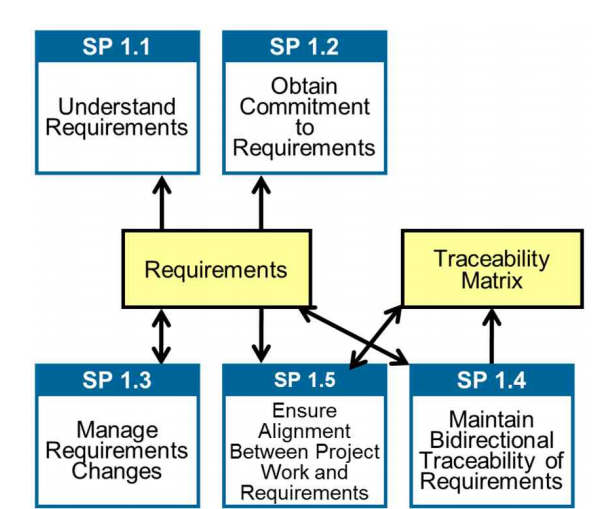 SP 1.1
Understand
Requirements
SP 1.2
Obtain
Commitment
to
Requirements
Requirements
Traceability
Matrix
SP 1.3
Manage
Requirements
Changes
SP 1.5
Ensure
Alignment
Between Project
Work and
Requirements
SP 1.4
Maintain
Bidirectional
Traceability of
Requirements